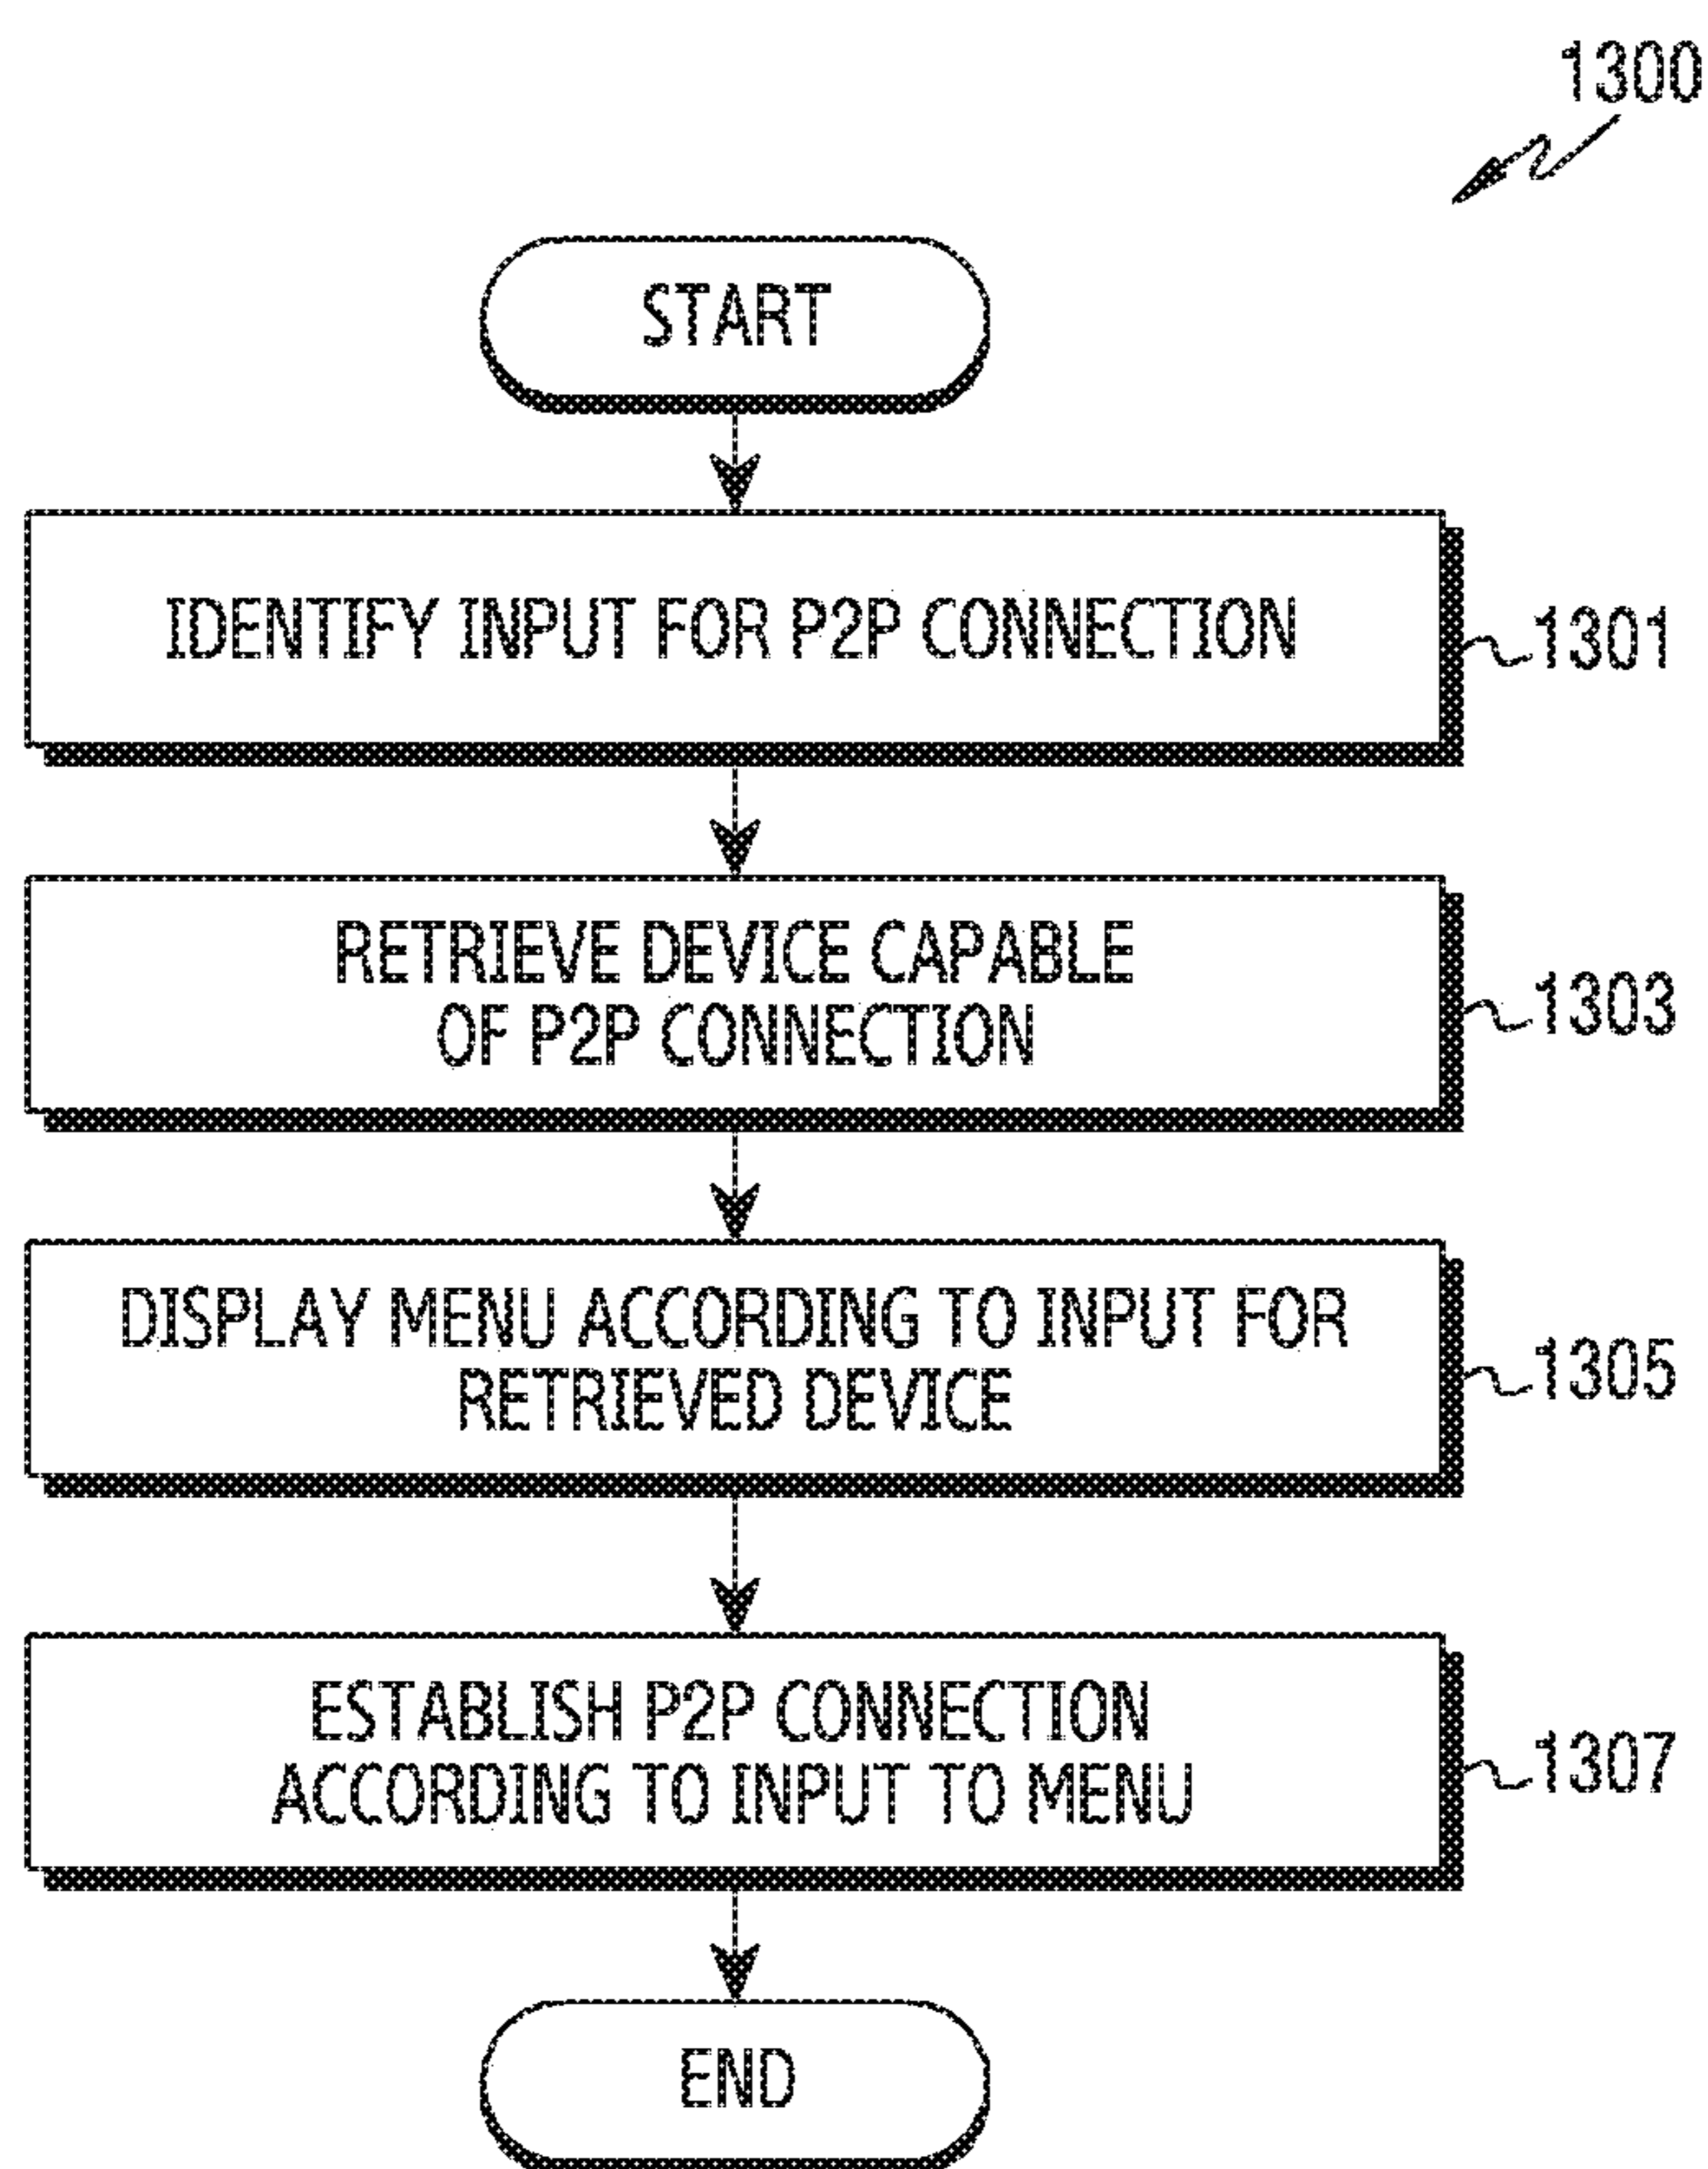 1300
START
IDENTIFY INPUT FOR P2P CONNECTION
1301
RETRIEVE DEVICE CAPABLE
OF P2P CONNECTION
1303
DISPLAY MENU ACCORDING TO INPUT FOR
RETRIEVED DEVICE
1305
ESTABLISH P2P CONNECTION
ACCORDING TO INPUT TO MENU
1307
END